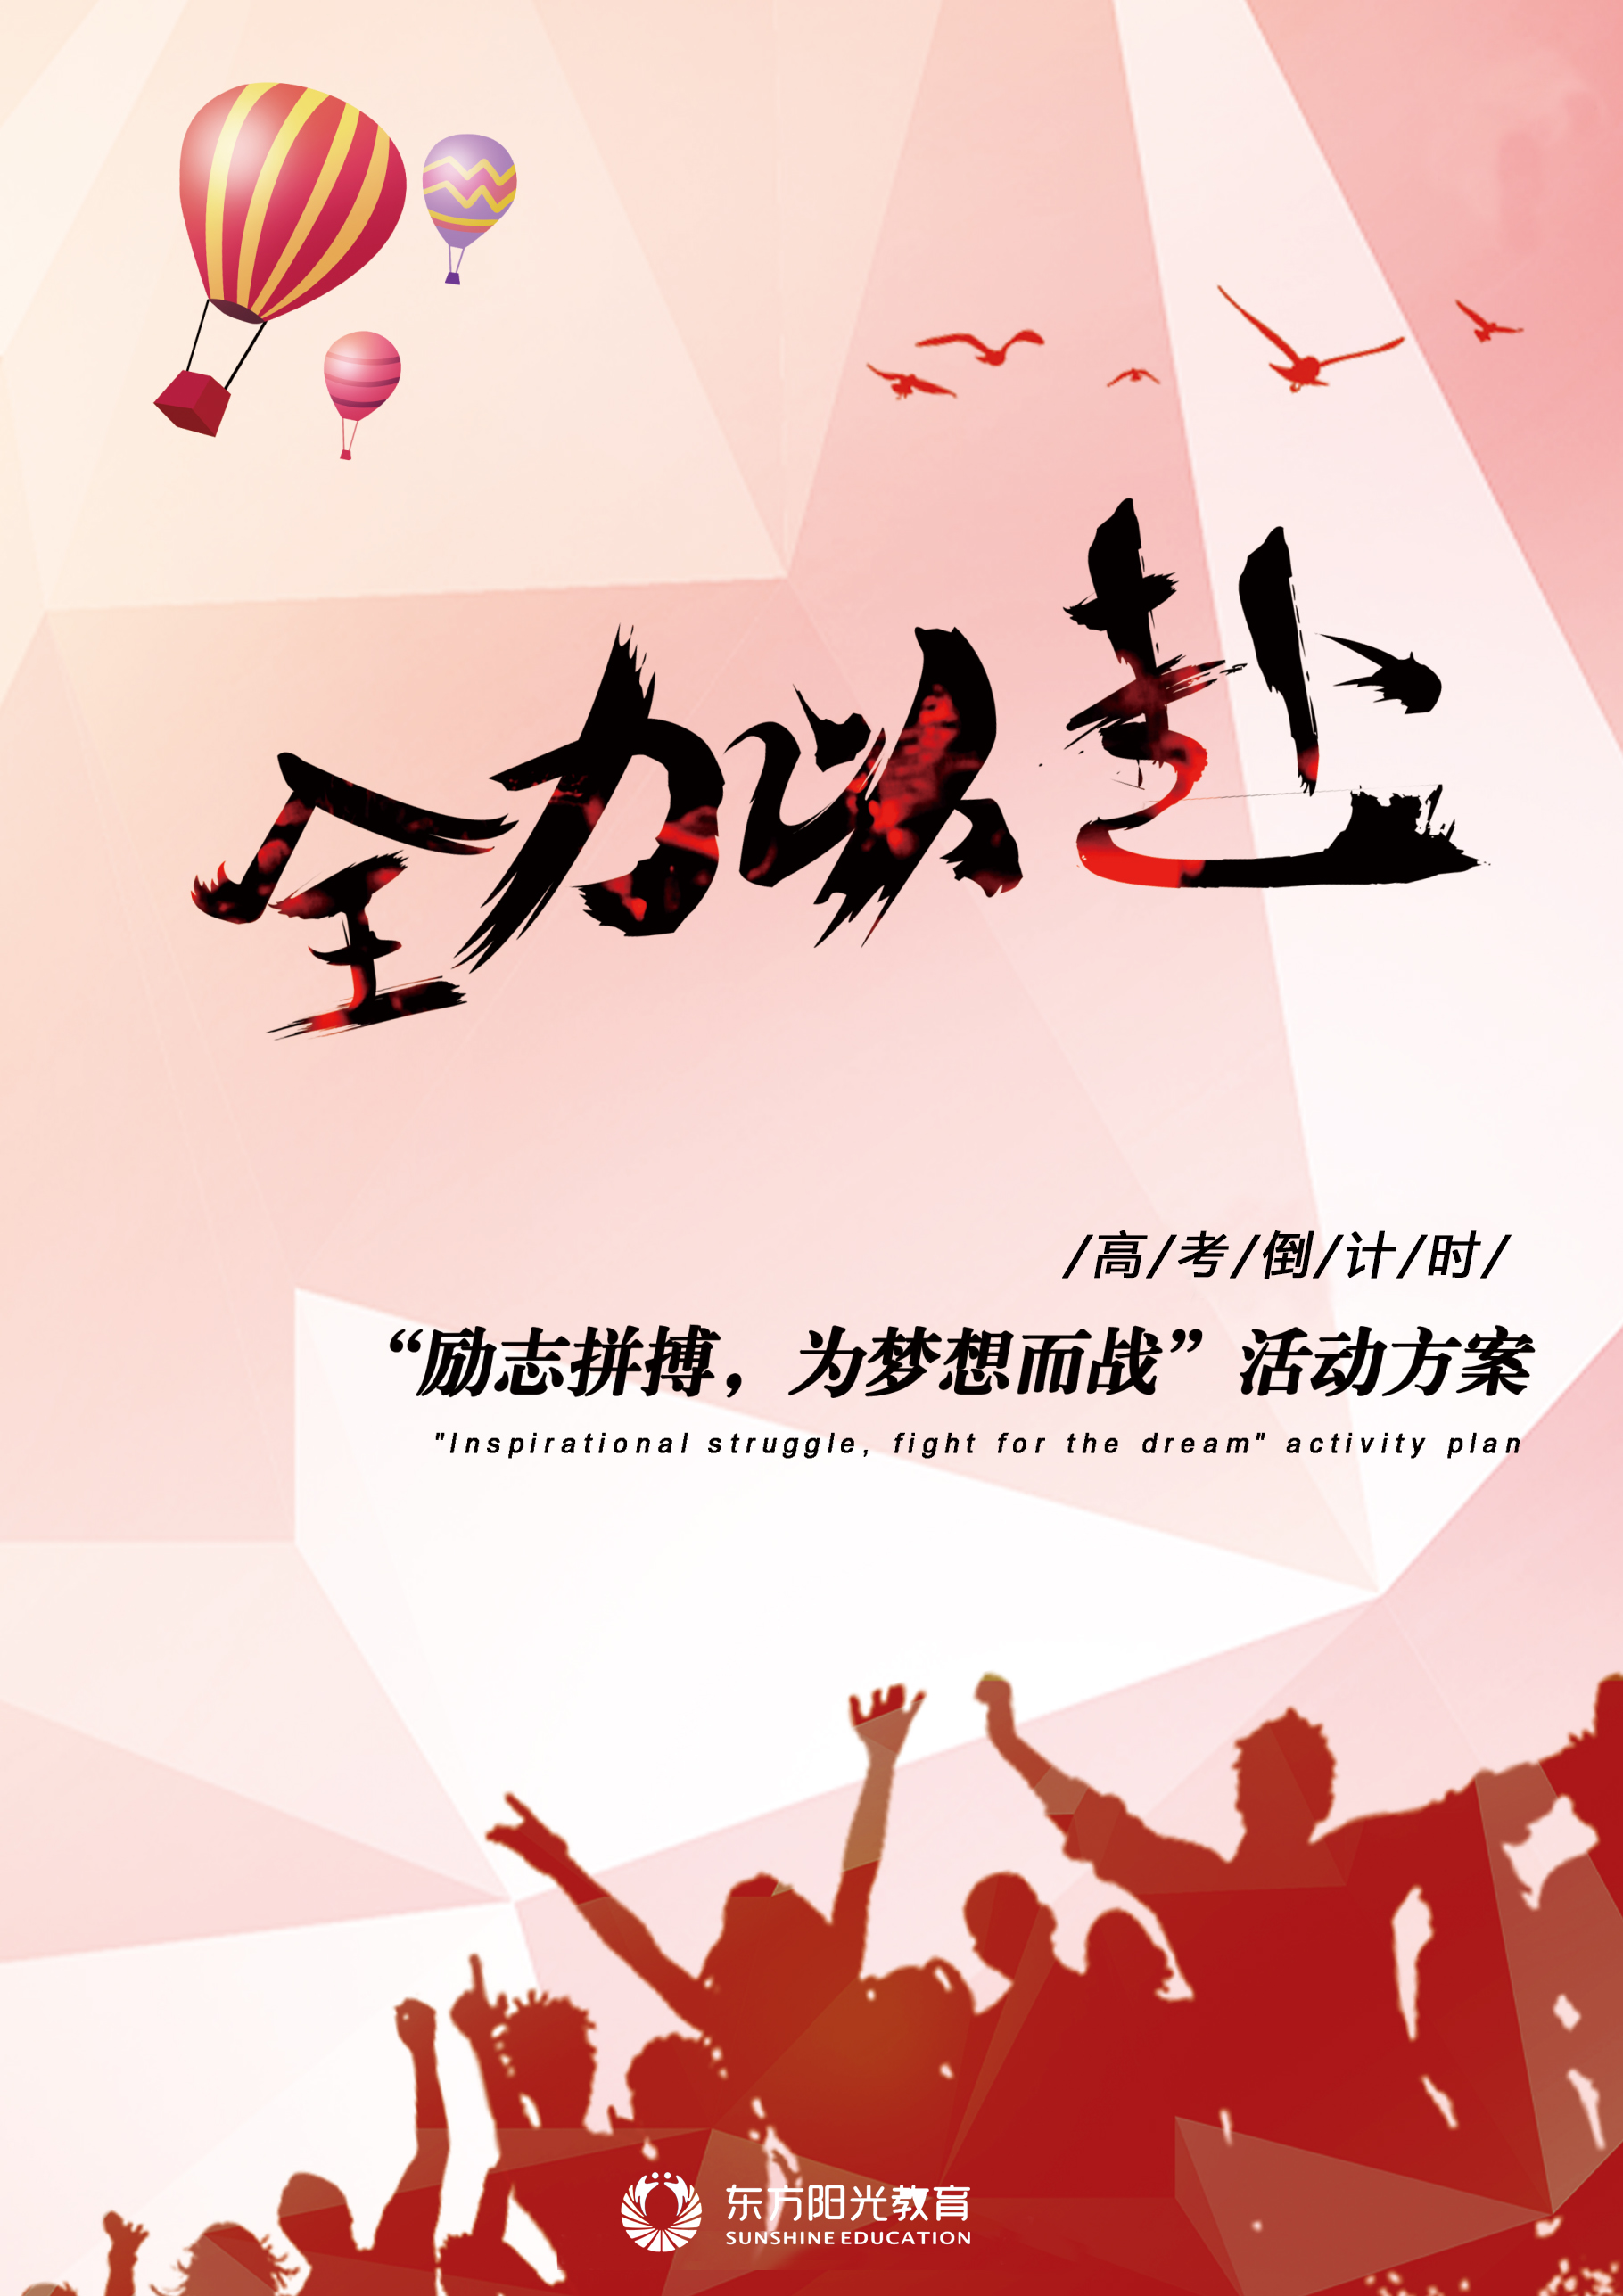 全力以赴
/高/考/倒/计/时/
“励志拼搏，为梦想而战”活动方案
"Inspirational struggle, fight for the dream" activity plan
东方阳光教育
SUNSHINE EDUCATION